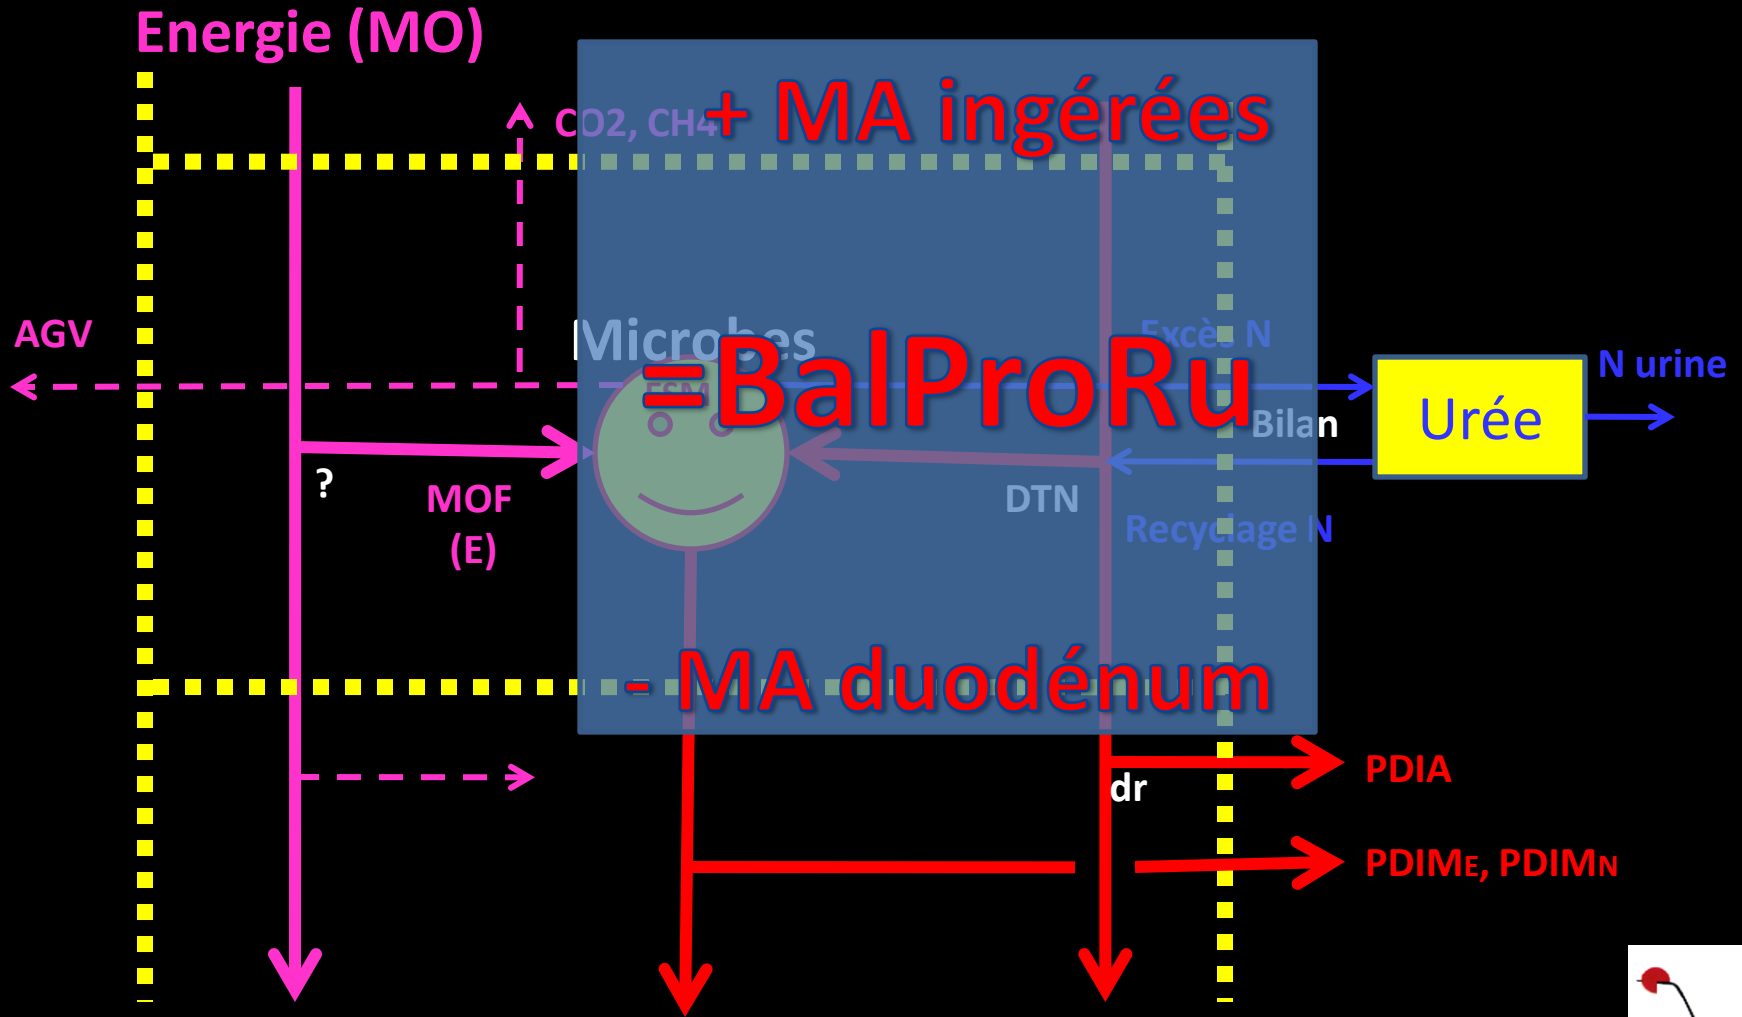 Energie (MO)
+ MA ingérées
CO2, CH4
AGV
Microbes
Excès N
=BalProRu
FSM
N urine
Urée
Bilan
?
MOF
(E)
DTN
Recyclage N
- MA duodénum
PDIA
dr
PDIME, PDIMN